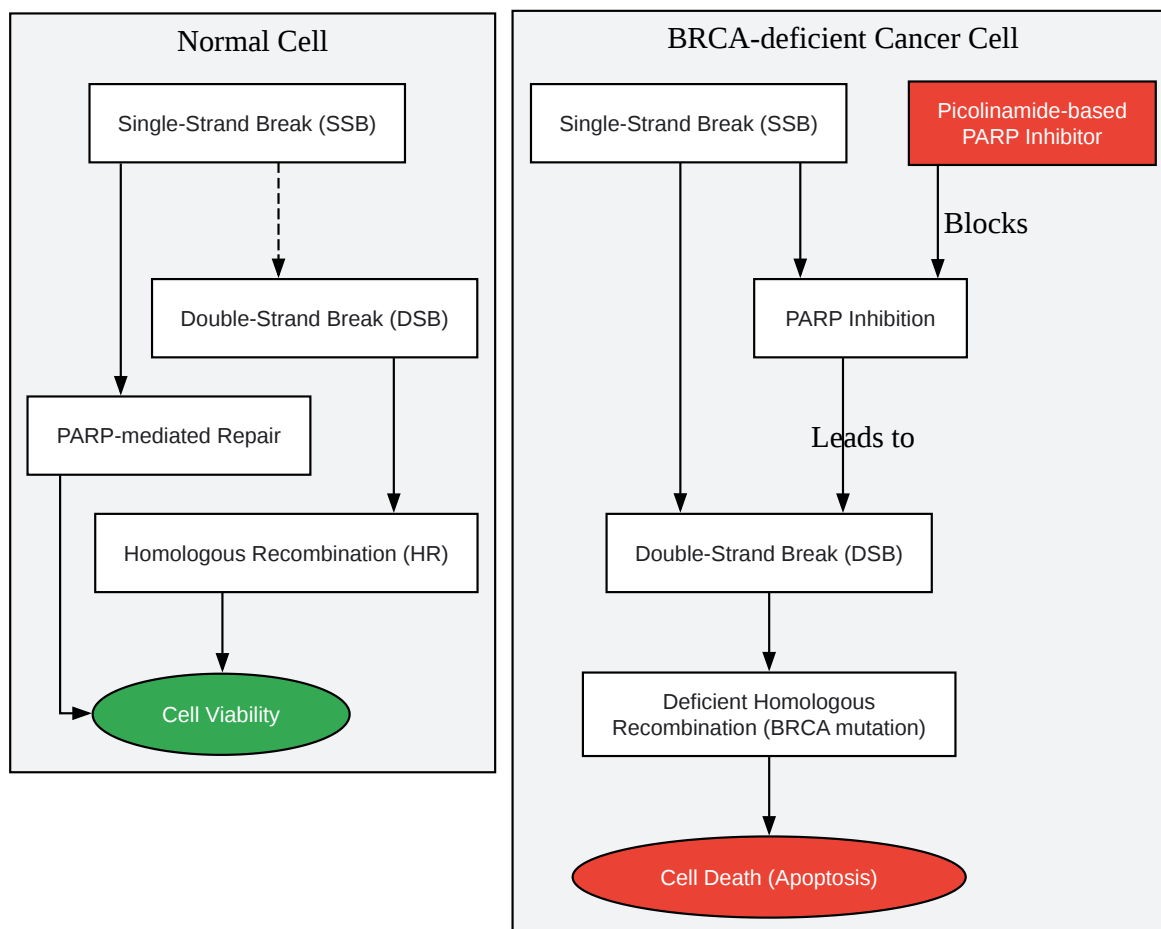 Normal Cell
Single-Strand Break (SSB)
Double-Strand Break (DSB)
PARP-mediated Repair
Homologous Recombination (HR)
Cell Viability
BRCA-deficient Cancer Cell
Single-Strand Break (SSB)
Picolinamide-based
PARP Inhibitor
Blocks
PARP Inhibition
Leads to
Double-Strand Break (DSB)
Deficient Homologous
Recombination (BRCA mutation)
Cell Death (Apoptosis)